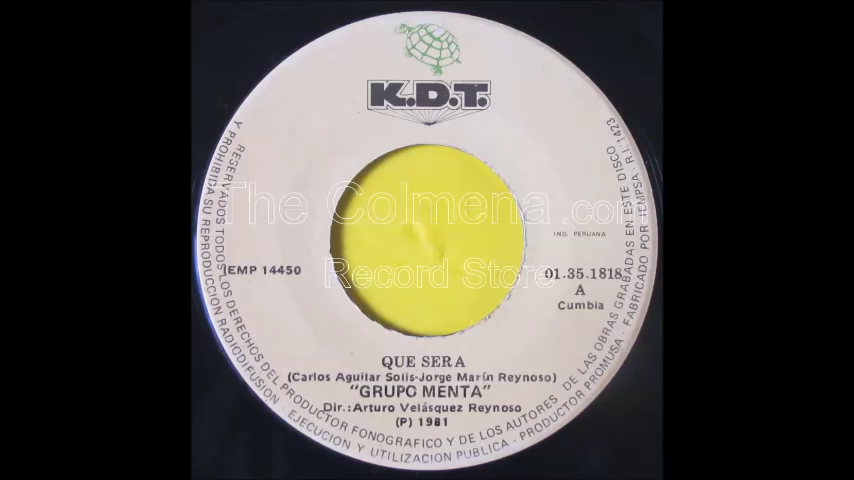 K.D.T.
The Colmena.com
Record Store
IND. PERUANA
IEMP 14450
01.35.1818
A
Cumbia
QUE SERA
(Carlos Aguilar Solis-Jorge Marín Reynoso)
"GRUPO MENTA"
Dir.: Arturo Velásquez Reynoso
(P) 1981
RESERVADOS TODOS LOS DERECHOS DEL PRODUCTOR FONOGRAFICO Y DE LOS AUTORES DE LAS OBRAS GRABADAS EN ESTE DISCO
Y PROHIBIDA SU REPRODUCCION RADIODIFUSION - EJECUCION Y UTILIZACION PUBLICA - PRODUCTOR PROMUSA - FABRICADO POR IEMPSA - R.I. 1423